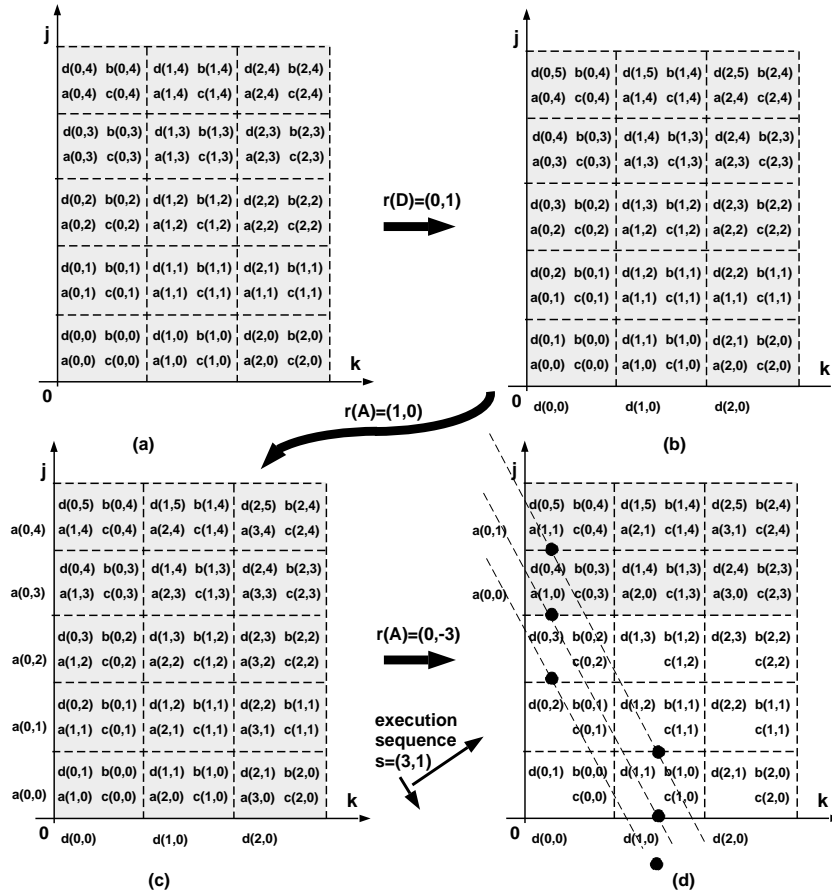 j
d(0,4) b(0,4) d(1,4) b(1,4) d(2,4) b(2,4)
a(0,4) c(0,4) a(1,4) c(1,4) a(2,4) c(2,4)
d(0,3) b(0,3) d(1,3) b(1,3) d(2,3) b(2,3)
a(0,3) c(0,3) a(1,3) c(1,3) a(2,3) c(2,3)
d(0,2) b(0,2) d(1,2) b(1,2) d(2,2) b(2,2)
a(0,2) c(0,2) a(1,2) c(1,2) a(2,2) c(2,2)
d(0,1) b(0,1) d(1,1) b(1,1) d(2,1) b(1,1)
a(0,1) c(0,1) a(1,1) c(1,1) a(1,1) c(1,1)
d(0,0) b(0,0) d(1,0) b(1,0) d(2,0) b(2,0)
a(0,0) c(0,0) a(1,0) c(1,0) a(2,0) c(2,0)
k
0
(a)
r(D)=(0,1)
j
d(0,5) b(0,4) d(1,5) b(1,4) d(2,5) b(2,4)
a(0,4) c(0,4) a(1,4) c(1,4) a(2,4) c(2,4)
d(0,4) b(0,3) d(1,4) b(1,3) d(2,4) b(2,3)
a(0,3) c(0,3) a(1,3) c(1,3) a(2,3) c(2,3)
d(0,3) b(0,2) d(1,3) b(1,2) d(2,3) b(2,2)
a(0,2) c(0,2) a(1,2) c(1,2) a(2,2) c(2,2)
d(0,2) b(0,1) d(1,2) b(1,1) d(2,2) b(1,1)
a(0,1) c(0,1) a(1,1) c(1,1) a(1,1) c(1,1)
d(0,1) b(0,0) d(1,1) b(1,0) d(2,1) b(2,0)
a(0,0) c(0,0) a(1,0) c(1,0) a(2,0) c(2,0)
k
0
d(0,0) d(1,0) d(2,0)
(b)
r(A)=(1,0)
j
d(0,5) b(0,4) d(1,5) b(1,4) d(2,5) b(2,4)
a(0,4) a(1,4) c(0,4) a(2,4) c(1,4) a(3,4) c(2,4)
d(0,4) b(0,3) d(1,4) b(1,3) d(2,4) b(2,3)
a(0,3) a(1,3) c(0,3) a(2,3) c(1,3) a(3,3) c(2,3)
d(0,3) b(0,2) d(1,3) b(1,2) d(2,3) b(2,2)
a(0,2) a(1,2) c(0,2) a(2,2) c(1,2) a(3,2) c(2,2)
d(0,2) b(0,1) d(1,2) b(1,1) d(2,2) b(1,1)
a(0,1) a(1,1) c(0,1) a(2,1) c(1,1) a(3,1) c(1,1)
d(0,1) b(0,0) d(1,1) b(1,0) d(2,1) b(2,0)
a(0,0) a(1,0) c(0,0) a(2,0) c(1,0) a(3,0) c(2,0)
k
0
d(0,0) d(1,0) d(2,0)
(c)
r(A)=(0,-3)
execution
sequence
s=(3,1)
j
d(0,5) b(0,4) d(1,5) b(1,4) d(2,5) b(2,4)
a(0,1) a(1,1) c(0,4) a(2,1) c(1,4) a(3,1) c(2,4)
d(0,4) b(0,3) d(1,4) b(1,3) d(2,4) b(2,3)
a(0,0) a(1,0) c(0,3) a(2,0) c(1,3) a(3,0) c(2,3)
d(0,3) b(0,2) d(1,3) b(1,2) d(2,3) b(2,2)
c(0,2) c(1,2) c(2,2)
d(0,2) b(0,1) d(1,2) b(1,1) d(2,2) b(1,1)
c(0,1) c(1,1) c(1,1)
d(0,1) b(0,0) d(1,1) b(1,0) d(2,1) b(2,0)
c(0,0) c(1,0) c(2,0)
k
0
d(0,0) d(1,0) d(2,0)
(d)